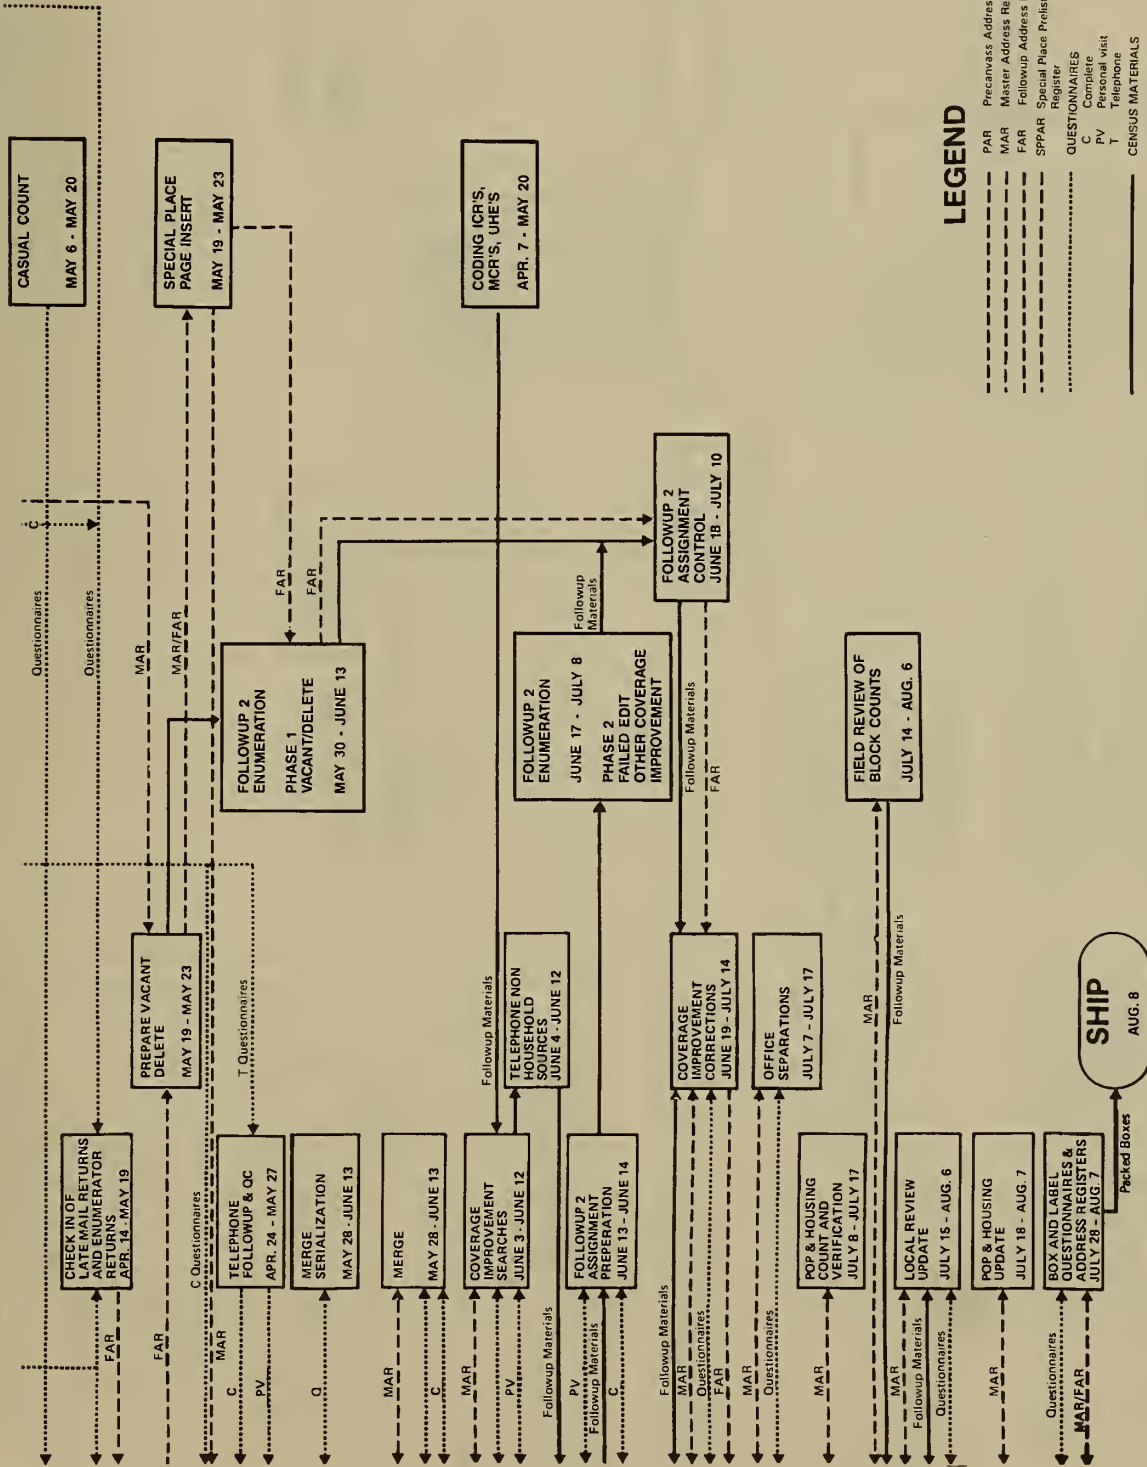 CASUAL COUNT
MAY 6 - MAY 20
Questionnaires
Questionnaires
C
SPECIAL PLACE
PAGE INSERT
MAY 19 - MAY 23
MAR
MAR/FAR
CHECK IN OF
LATE MAIL RETURNS
AND ENUMERATOR
RETURNS
APR. 14 - MAY 19
FAR
PREPARE VACANT
DELETE
MAY 19 - MAY 23
FAR
C Questionnaires
MAR
T Questionnaires
FAR
FAR
FOLLOWUP 2
ENUMERATION
PHASE 1
VACANT/DELETE
MAY 30 - JUNE 13
TELEPHONE
FOLLOWUP & QC
APR. 24 - MAY 27
C
PV
MERGE
SERIALIZATION
MAY 28 - JUNE 13
Q
MERGE
MAY 28 - JUNE 13
MAR
C
CODING ICR'S,
MCR'S, UHE'S
APR. 7 - MAY 20
Followup Materials
COVERAGE
IMPROVEMENT
SEARCHES
JUNE 3 - JUNE 12
MAR
PV
TELEPHONE NON
HOUSEHOLD
SOURCES
JUNE 4 - JUNE 12
Followup Materials
FOLLOWUP 2
ENUMERATION
JUNE 17 - JULY 8
PHASE 2
FAILED EDIT
OTHER COVERAGE
IMPROVEMENT
Followup
Materials
FOLLOWUP 2
ASSIGNMENT
PREPERATION
JUNE 13 - JUNE 14
PV
Followup Materials
C
FOLLOWUP 2
ASSIGNMENT
CONTROL
JUNE 18 - JULY 10
Followup Materials
FAR
COVERAGE
IMPROVEMENT
CORRECTIONS
JUNE 19 - JULY 14
Followup Materials
MAR
Questionnaires
FAR
OFFICE
SEPARATIONS
JULY 7 - JULY 17
MAR
Questionnaires
POP & HOUSING
COUNT AND
VERIFICATION
JULY 8 - JULY 17
MAR
FIELD REVIEW OF
BLOCK COUNTS
JULY 14 - AUG. 6
MAR
Followup Materials
LOCAL REVIEW
UPDATE
JULY 15 - AUG. 6
MAR
Followup Materials
Questionnaires
POP & HOUSING
UPDATE
JULY 18 - AUG. 7
MAR
BOX AND LABEL
QUESTIONNAIRES &
ADDRESS REGISTERS
JULY 28 - AUG. 7
Questionnaires
MAR/FAR
Packed Boxes
SHIP
AUG. 8
LEGEND
PAR Precanvass Addres
MAR Master Address Re
FAR Followup Address
SPPAR Special Place Prelis
Register
QUESTIONNAIRES
C Complete
PV Personal visit
T Telephone
CENSUS MATERIALS